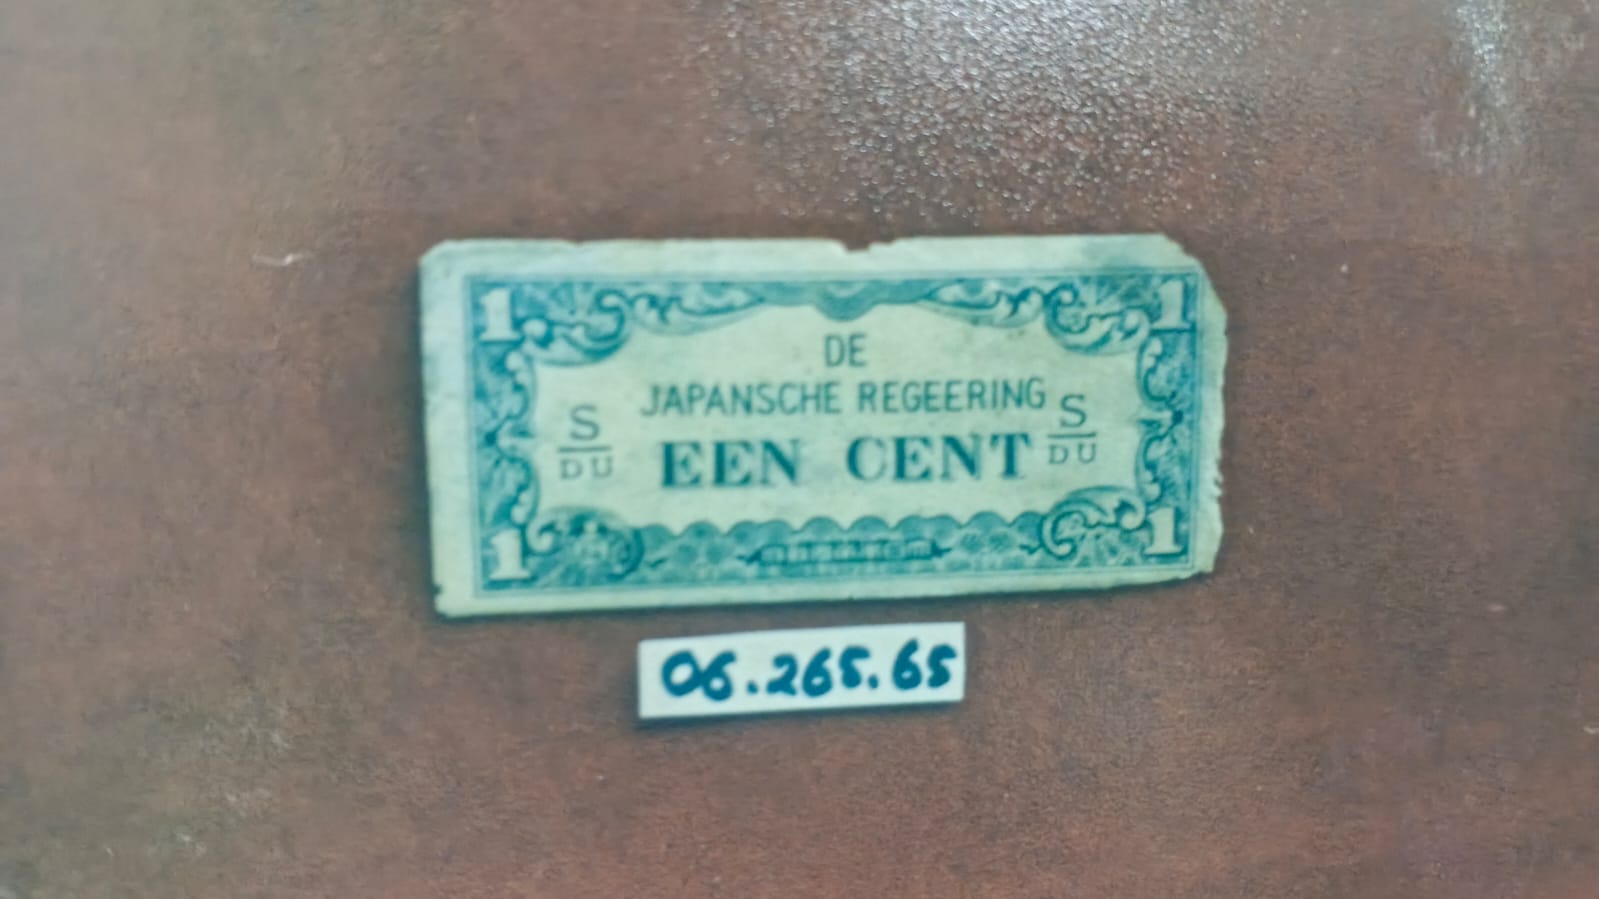 1 1
DE
JAPANSCHE REGEERING
S/DU S/DU
EEN CENT
1 1
06.265.65